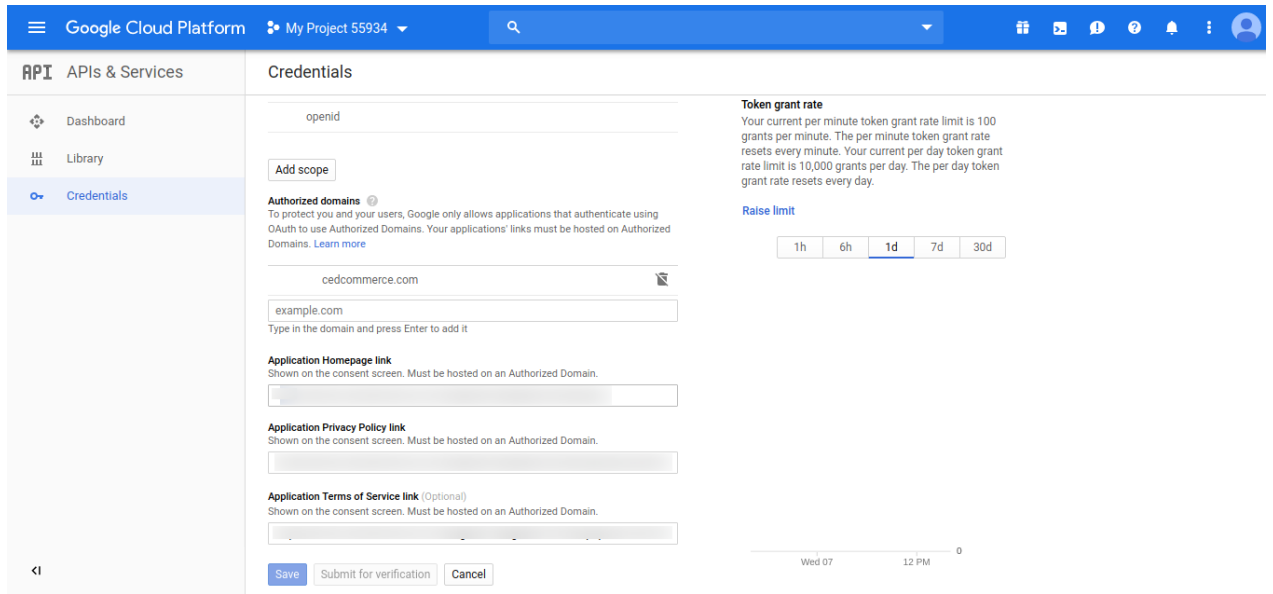 Google Cloud Platform My Project 55934
API APIs & Services
Credentials
Dashboard
Library
Credentials
openid
Add scope
Authorized domains
To protect you and your users, Google only allows applications that authenticate using
OAuth to use Authorized Domains. Your applications' links must be hosted on Authorized
Domains. Learn more
cedcommerce.com
example.com
Type in the domain and press Enter to add it
Application Homepage link
Shown on the consent screen. Must be hosted on an Authorized Domain.
Application Privacy Policy link
Shown on the consent screen. Must be hosted on an Authorized Domain.
Application Terms of Service link (Optional)
Shown on the consent screen. Must be hosted on an Authorized Domain.
Save Submit for verification Cancel
Token grant rate
Your current per minute token grant rate limit is 100
grants per minute. The per minute token grant rate
resets every minute. Your current per day token grant
rate limit is 10,000 grants per day. The per day token
grant rate resets every day.
Raise limit
1h 6h 1d 7d 30d
0
Wed 07 12 PM